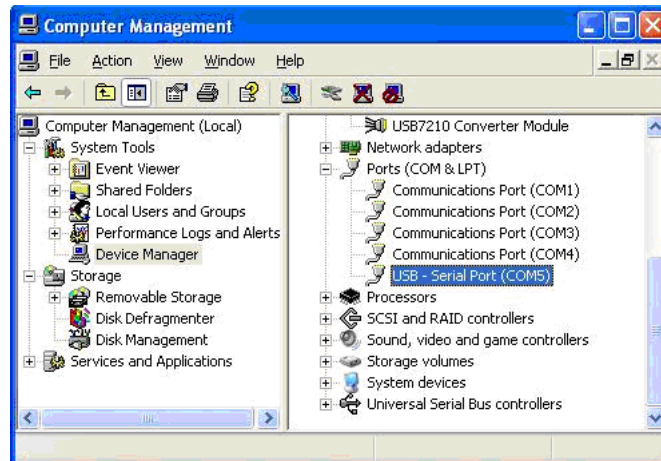 Computer Management
File Action View Window Help
Computer Management (Local)
System Tools
Event Viewer
Shared Folders
Local Users and Groups
Performance Logs and Alerts
Device Manager
Storage
Removable Storage
Disk Defragmenter
Disk Management
Services and Applications
USB7210 Converter Module
Network adapters
Ports (COM & LPT)
Communications Port (COM1)
Communications Port (COM2)
Communications Port (COM3)
Communications Port (COM4)
USB - Serial Port (COM5)
Processors
SCSI and RAID controllers
Sound, video and game controllers
Storage volumes
System devices
Universal Serial Bus controllers